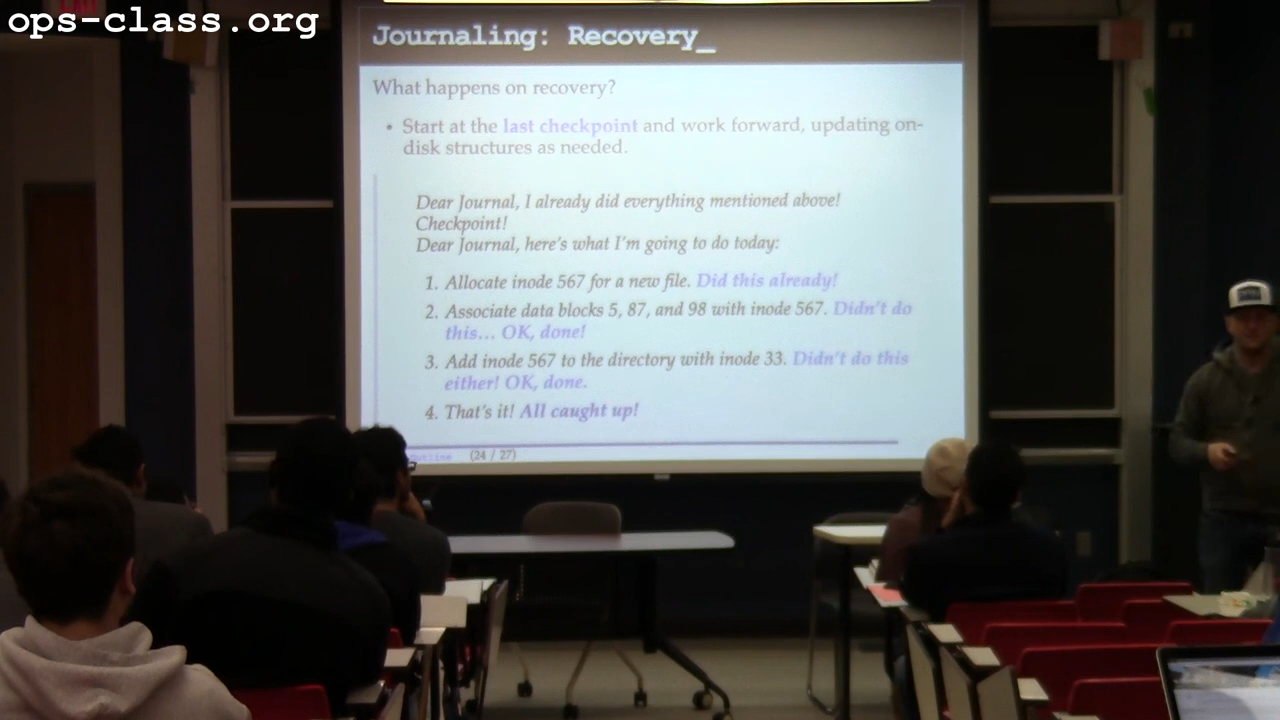 ops-class.org
Journaling: Recovery_
What happens on recovery?
• Start at the last checkpoint and work forward, updating on-
disk structures as needed.
Dear Journal, I already did everything mentioned above!
Checkpoint!
Dear Journal, here's what I'm going to do today:
1. Allocate inode 567 for a new file. Did this already!
2. Associate data blocks 5, 87, and 98 with inode 567. Didn't do
this... OK, done!
3. Add inode 567 to the directory with inode 33. Didn't do this
either! OK, done.
4. That's it! All caught up!
Outline (24 / 27)